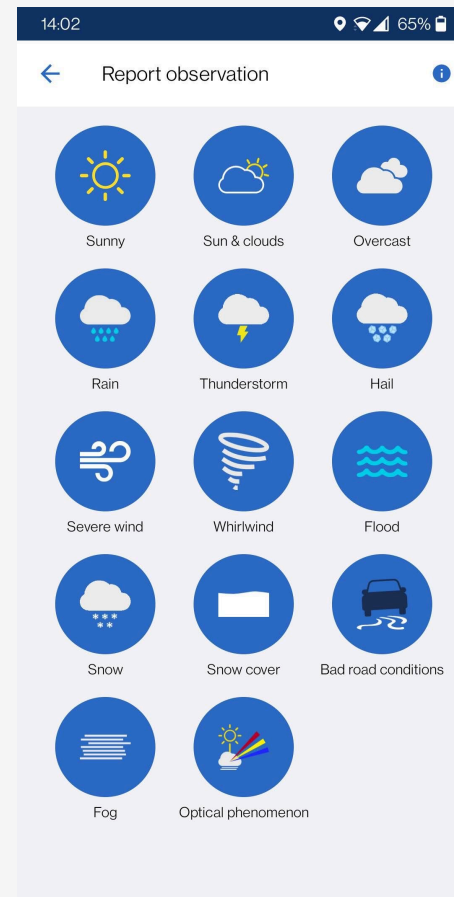 14:02 65%
Report observation
Sunny Sun & clouds Overcast
Rain Thunderstorm Hail
Severe wind Whirlwind Flood
Snow Snow cover Bad road conditions
Fog Optical phenomenon